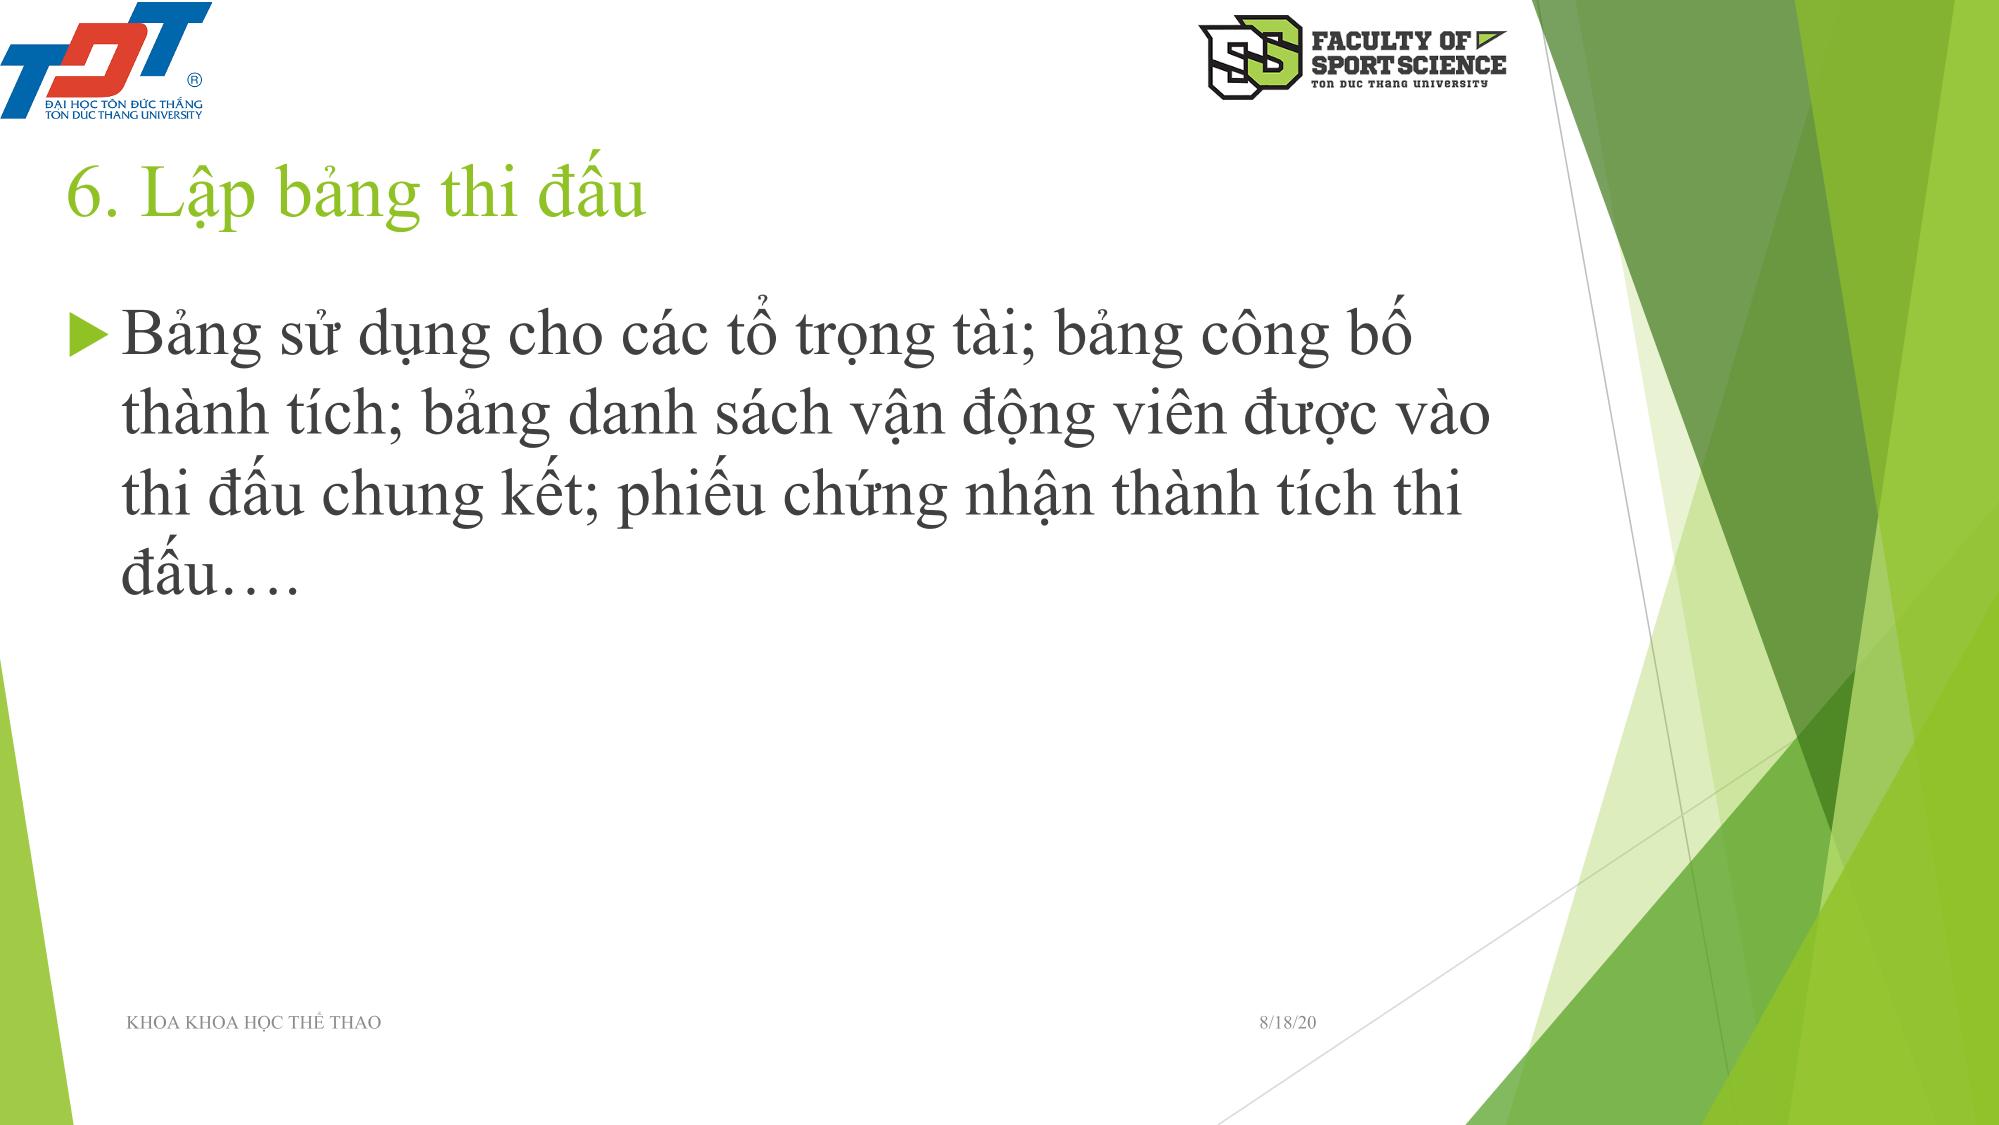 TDT
®
ĐẠI HỌC TÔN ĐỨC THẮNG
TON DUC THANG UNIVERSITY
SS
FACULTY OF
SPORT SCIENCE
TON DUC THANG UNIVERSITY
6. Lập bảng thi đấu
Bảng sử dụng cho các tổ trọng tài; bảng công bố
thành tích; bảng danh sách vận động viên được vào
thi đấu chung kết; phiếu chứng nhận thành tích thi
đấu….
KHOA KHOA HỌC THỂ THAO
8/18/20